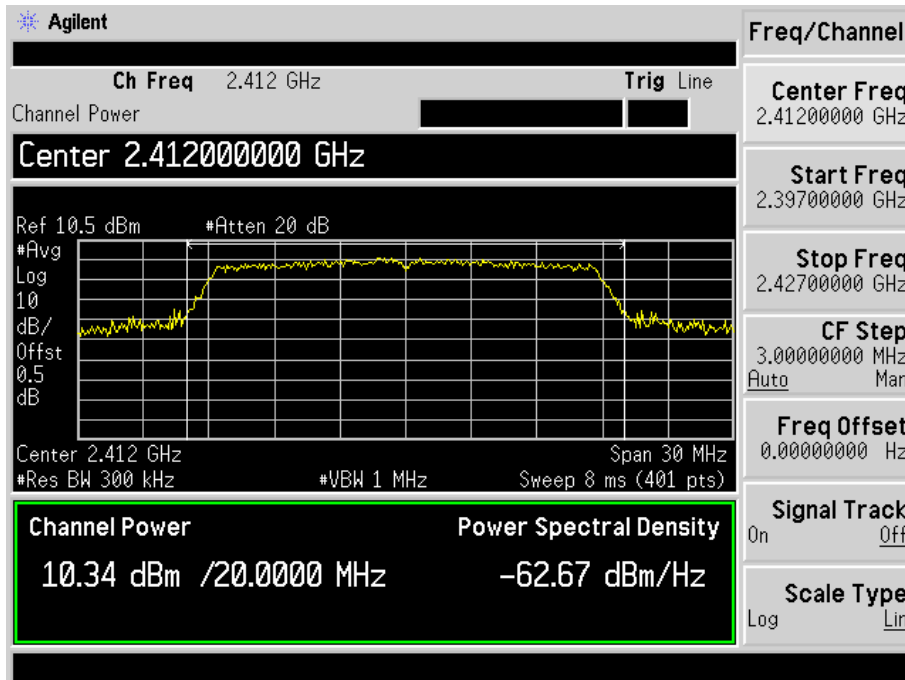 Agilent
Ch Freq 2.412 GHz Trig Line
Channel Power
Center 2.412000000 GHz
Ref 10.5 dBm #Atten 20 dB
#Avg
Log
10
dB/
Offst
0.5
dB
Center 2.412 GHz Span 30 MHz
#Res BW 300 kHz #VBW 1 MHz Sweep 8 ms (401 pts)
Channel Power Power Spectral Density
10.34 dBm /20.0000 MHz -62.67 dBm/Hz
Freq/Channel
Center Freq
2.41200000 GHz
Start Freq
2.39700000 GHz
Stop Freq
2.42700000 GHz
CF Step
3.00000000 MHz
Auto Man
Freq Offset
0.00000000 Hz
Signal Track
On Off
Scale Type
Log Lin